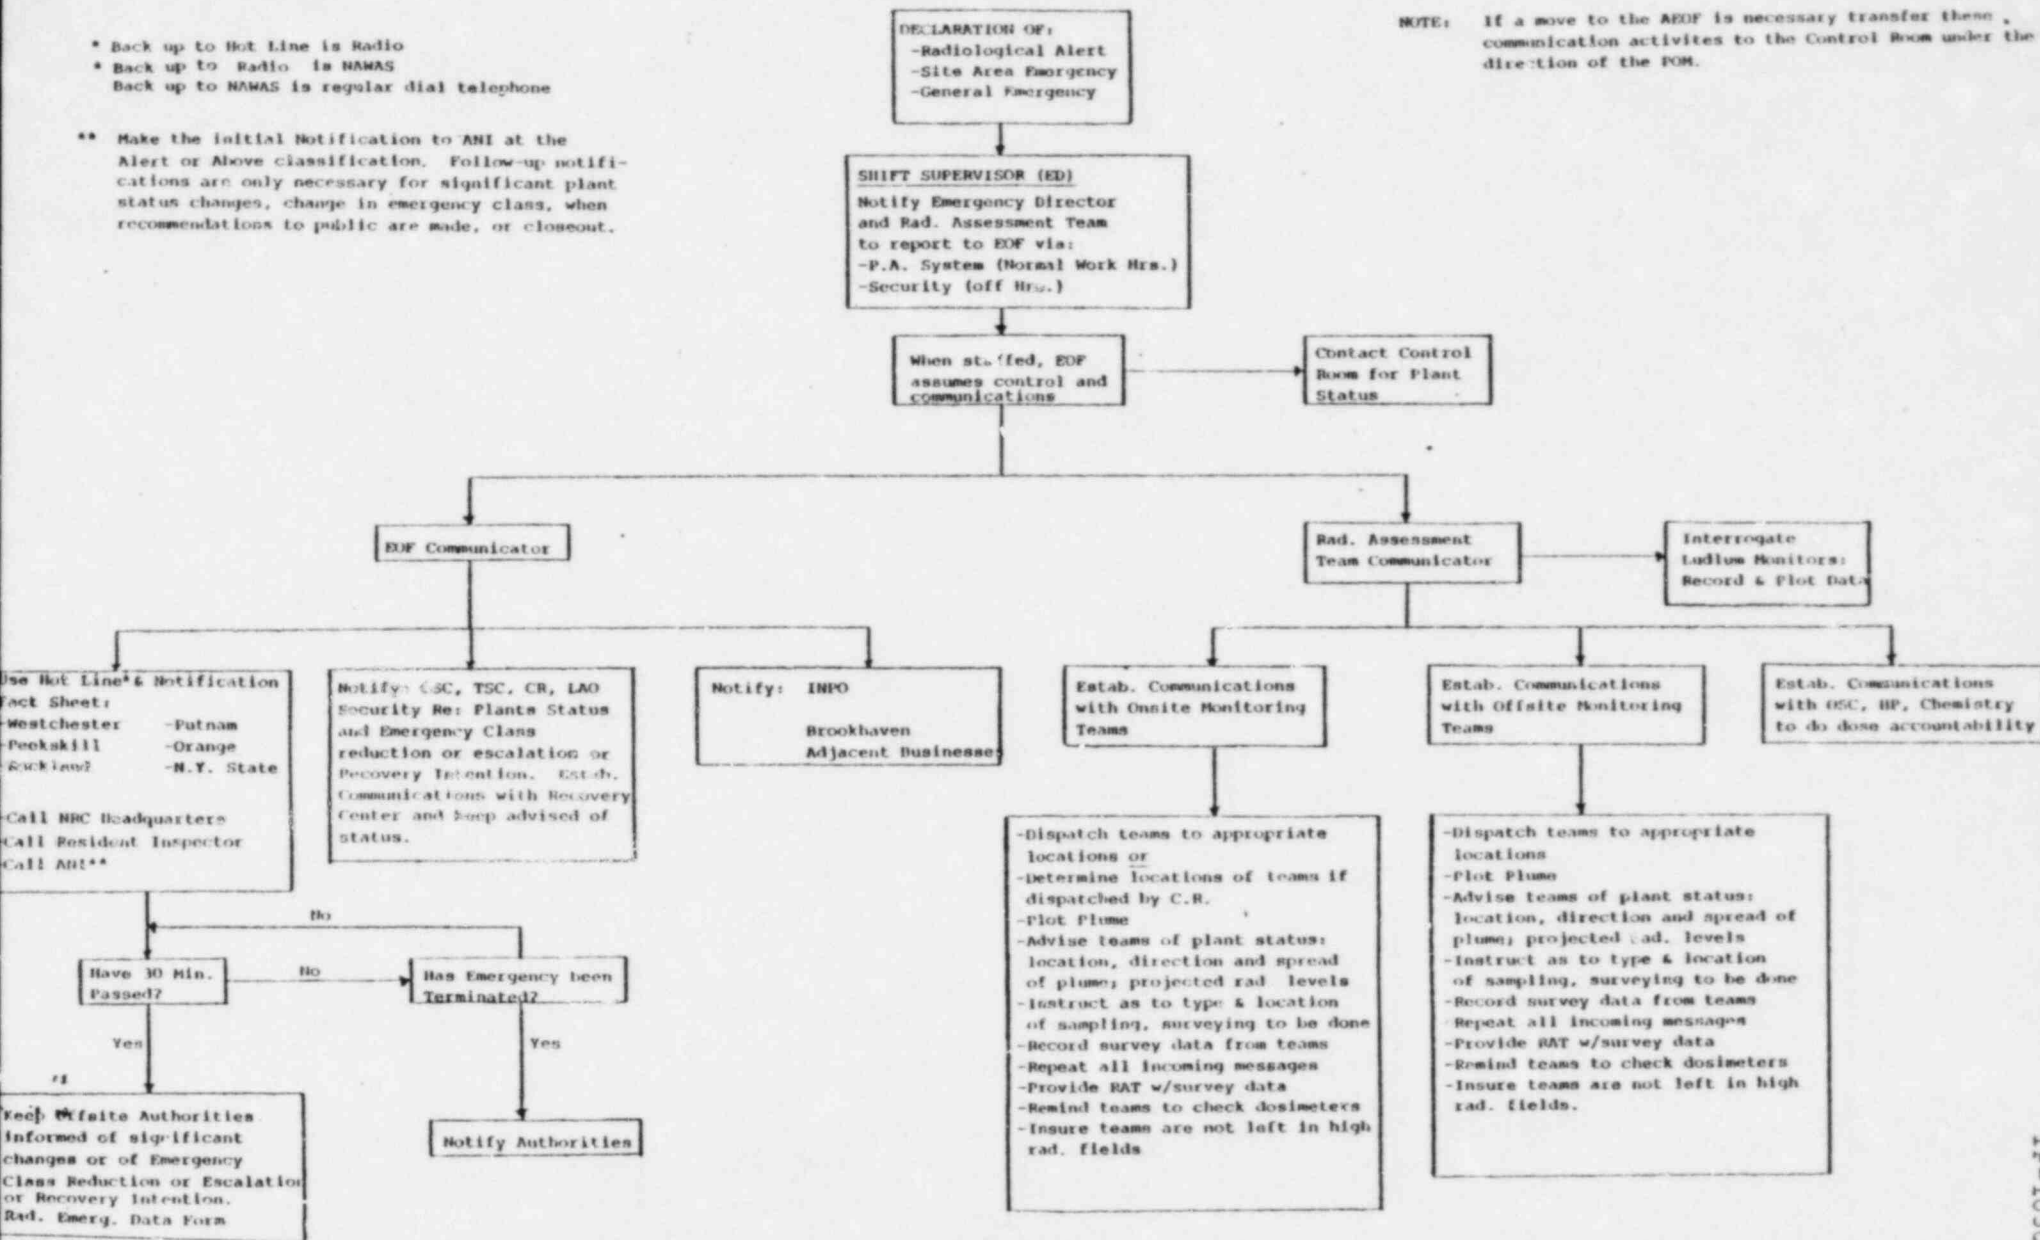 * Back up to Hot Line is Radio
* Back up to Radio is NAWAS
Back up to NAWAS is regular dial telephone
** Make the initial Notification to ANI at the
Alert or Above classification. Follow-up notifi-
cations are only necessary for significant plant
status changes, change in emergency class, when
recommendations to public are made, or closeout.
DECLARATION OF:
-Radiological Alert
-Site Area Emergency
-General Emergency
NOTE: If a move to the AEOF is necessary transfer these
communication activites to the Control Room under the
direction of the POM.
SHIFT SUPERVISOR (ED)
Notify Emergency Director
and Rad. Assessment Team
to report to EOF via:
-P.A. System (Normal Work Hrs.)
-Security (off Hrs.)
When staffed, EOF
assumes control and
communications
Contact Control
Room for Plant
Status
EOF Communicator
Rad. Assessment
Team Communicator
Interrogate
Ludlum Monitors:
Record & Plot Data
Use Hot Line* & Notification
Fact Sheet:
-Westchester -Putnam
-Peekskill -Orange
-Rockland -N.Y. State
-Call NRC Headquarters
-Call Resident Inspector
-Call ANI**
Notify: OSC, TSC, CR, LAO
Security Re: Plants Status
and Emergency Class
reduction or escalation or
Recovery Intention. Estab.
Communications with Recovery
Center and keep advised of
status.
Notify: INPO
Brookhaven
Adjacent Businesses
Estab. Communications
with Onsite Monitoring
Teams
Estab. Communications
with Offsite Monitoring
Teams
Estab. Communications
with OSC, HP, Chemistry
to do dose accountability
-Dispatch teams to appropriate
locations or
-Determine locations of teams if
dispatched by C.R.
-Plot Plume
-Advise teams of plant status:
location, direction and spread
of plume; projected rad. levels
-Instruct as to type & location
of sampling, surveying to be done
-Record survey data from teams
-Repeat all incoming messages
-Provide RAT w/survey data
-Remind teams to check dosimeters
-Insure teams are not left in high
rad. fields
-Dispatch teams to appropriate
locations
-Plot Plume
-Advise teams of plant status:
location, direction and spread of
plume; projected rad. levels
-Instruct as to type & location
of sampling, surveying to be done
-Record survey data from teams
-Repeat all incoming messages
-Provide RAT w/survey data
-Remind teams to check dosimeters
-Insure teams are not left in high
rad. fields.
No
Have 30 Min.
Passed?
No
Has Emergency been
Terminated?
Yes
Yes
Keep Offsite Authorities
informed of significant
changes or of Emergency
Class Reduction or Escalation
or Recovery Intention.
Rad. Emerg. Data Form
Notify Authorities